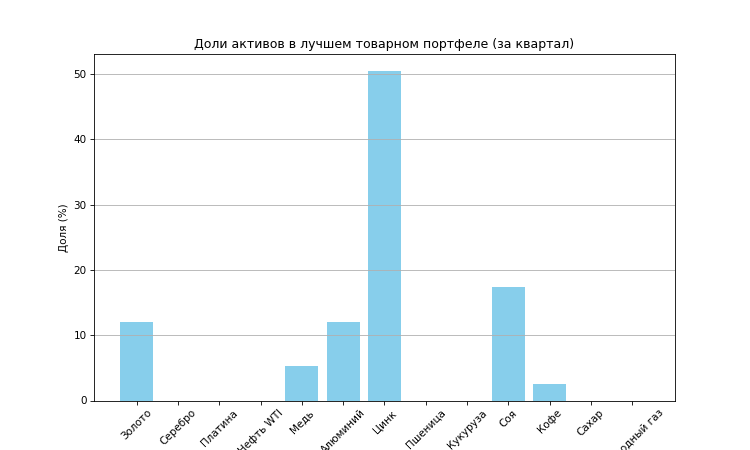 Доли активов в лучшем товарном портфеле (за квартал)
Доля (%)
50
40
30
20
10
0
Золото
Серебро
Платина
Нефть WTI
Медь
Алюминий
Цинк
Пшеница
Кукуруза
Соя
Кофе
Сахар
газ